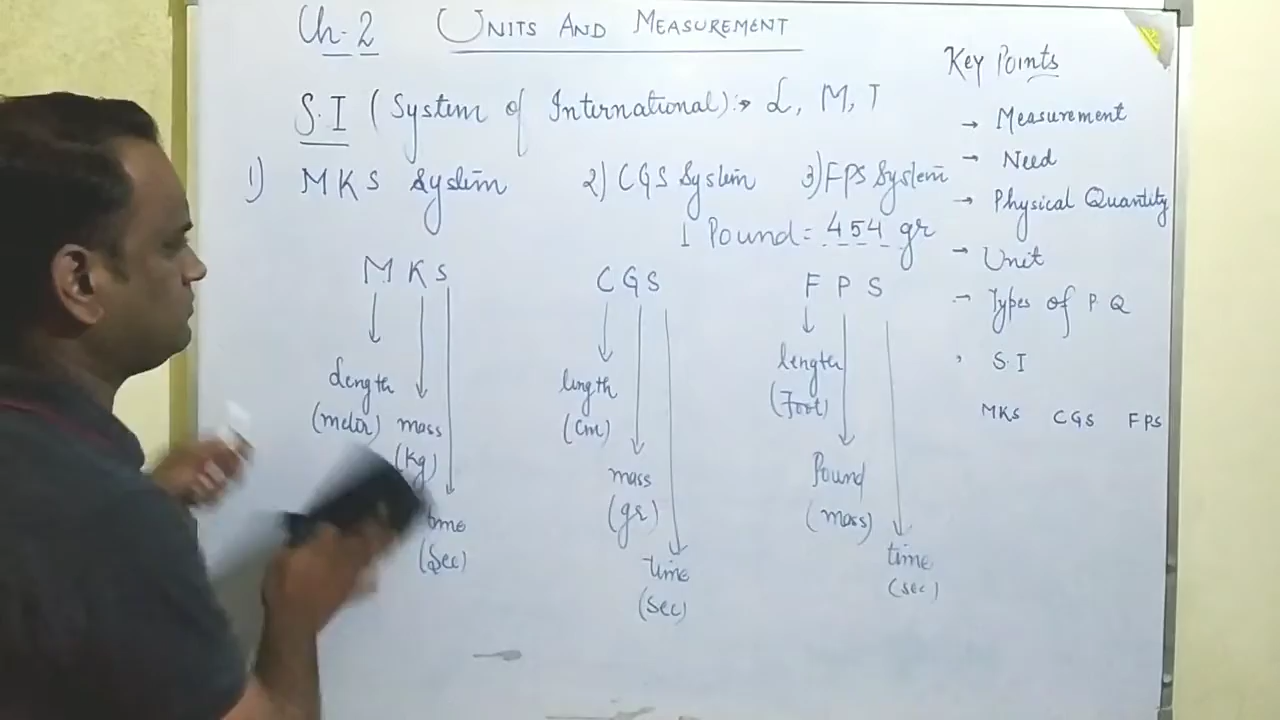 Ch-2 UNITS AND MEASUREMENT
S.I (System of International):→ L, M, T
1) MKS System 2) CGS System 3) FPS System
1 Pound = 454 gr
M K S
Length
(meter)
mass
(Kg)
time
(Sec)
C G S
length
(cm)
mass
(gr)
time
(Sec)
F P S
length
(Foot)
Pound
(mass)
time
(sec)
Key Points
→ Measurement
→ Need
→ Physical Quantity
→ Unit
→ Types of P Q
S.I
MKS CGS FPS